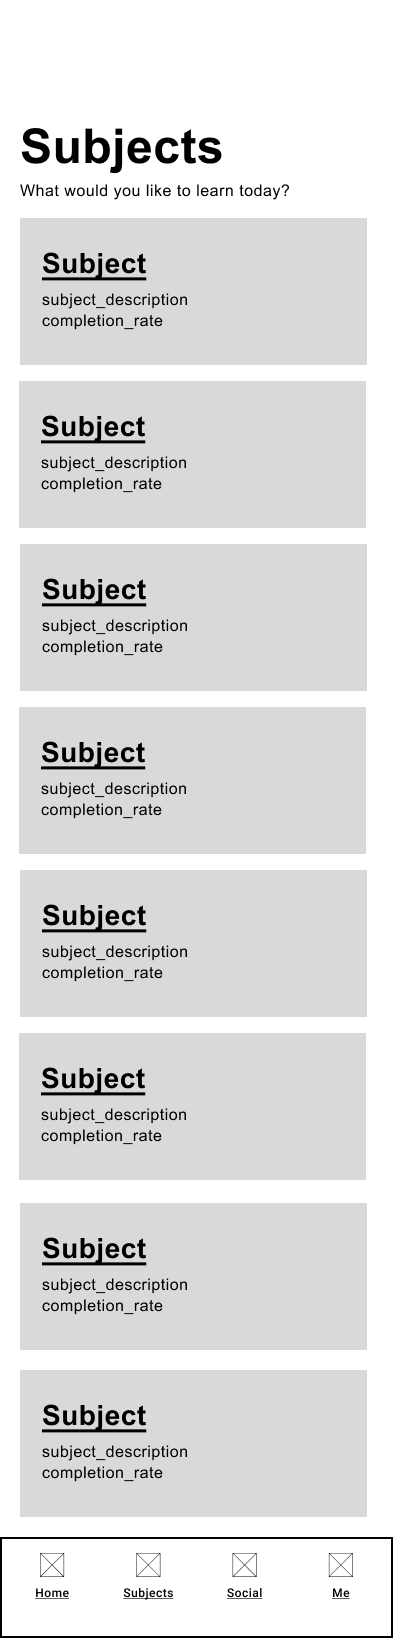 Subjects
What would you like to learn today?
Subject
subject_description
completion_rate
Subject
subject_description
completion_rate
Subject
subject_description
completion_rate
Subject
subject_description
completion_rate
Subject
subject_description
completion_rate
Subject
subject_description
completion_rate
Subject
subject_description
completion_rate
Subject
subject_description
completion_rate
Home Subjects Social Me